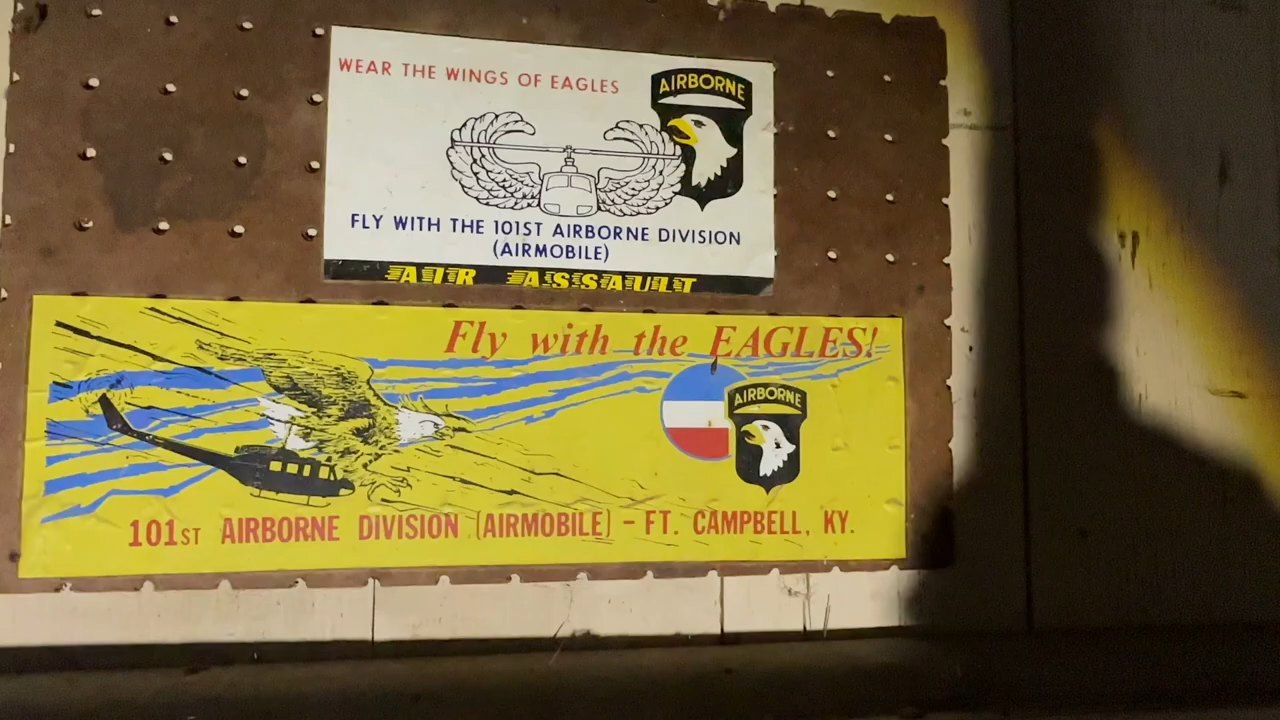 WEAR THE WINGS OF EAGLES
AIRBORNE
FLY WITH THE 101ST AIRBORNE DIVISION
(AIRMOBILE)
AIR ASSAULT
Fly with the EAGLES!
AIRBORNE
101ST AIRBORNE DIVISION (AIRMOBILE) - FT. CAMPBELL, KY.